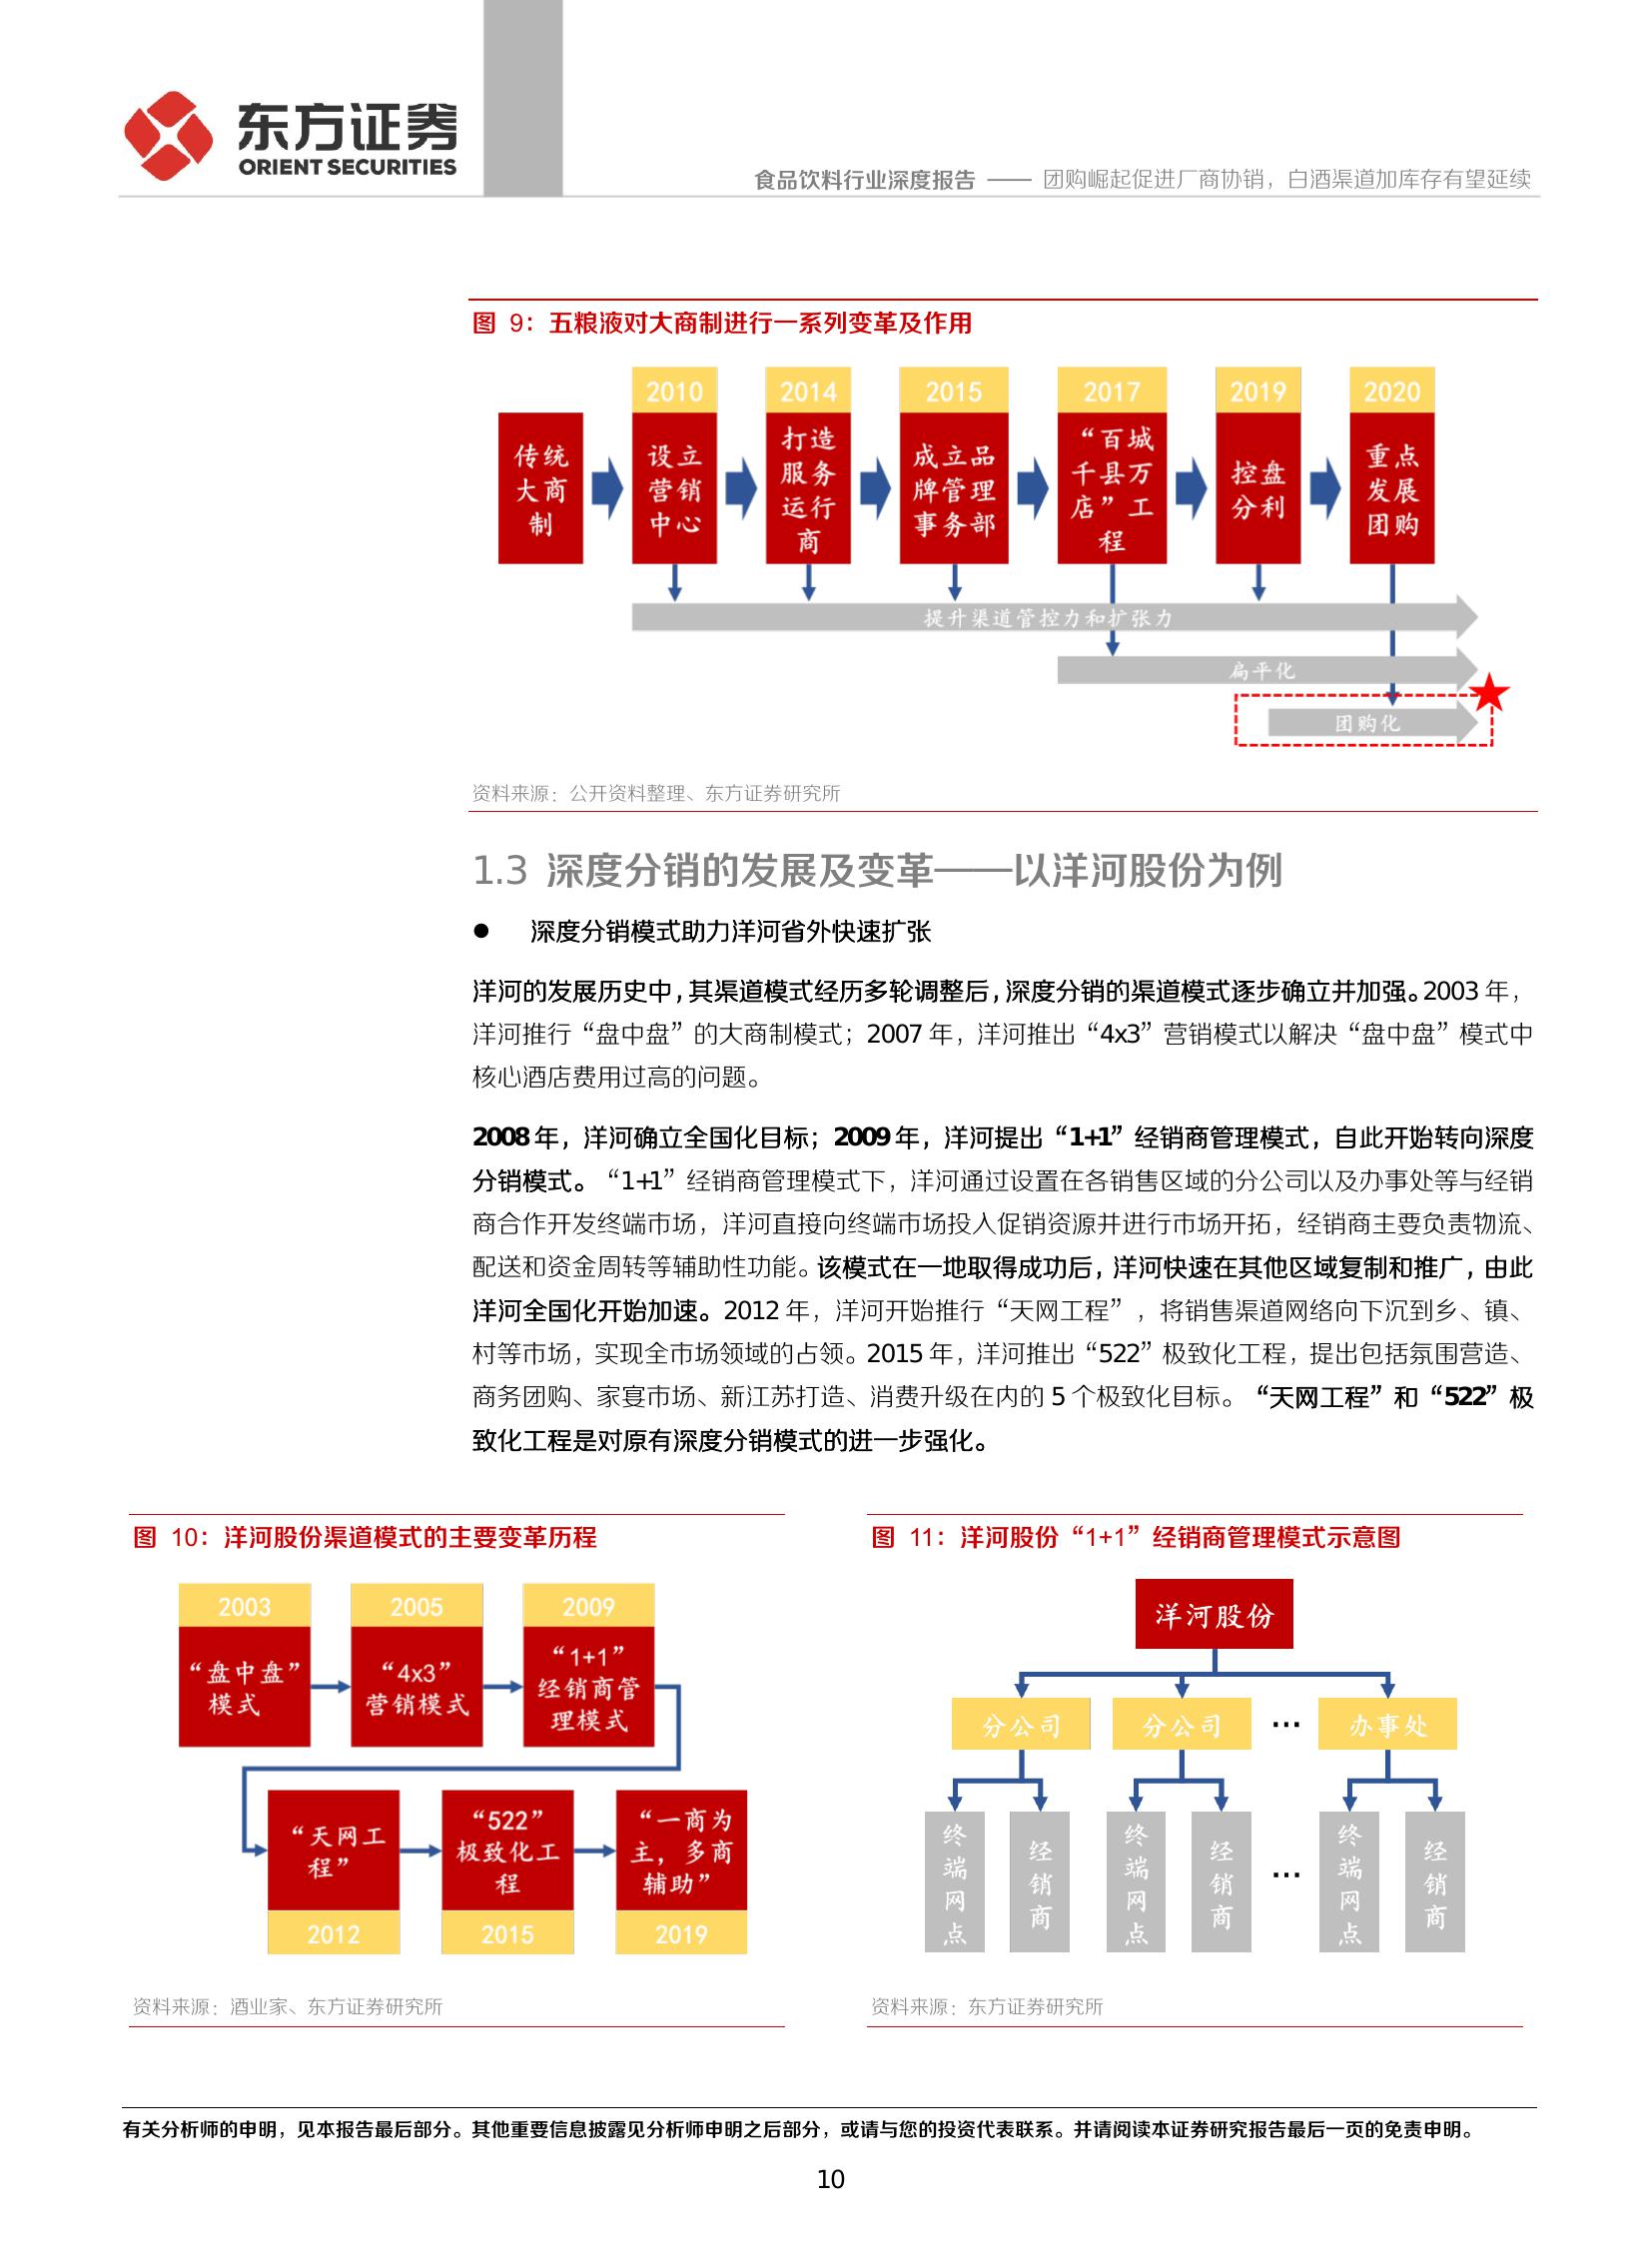 东方证券
ORIENT SECURITIES
食品饮料行业深度报告 —— 团购崛起促进厂商协销，白酒渠道加库存有望延续
图 9：五粮液对大商制进行一系列变革及作用
2010
2014
2015
2017
2019
2020
传统
大商
制
设立
营销
中心
打造
服务
运行
商
成立品
牌管理
事务部
“百城
千县万
店”工
程
控盘
分利
重点
发展
团购
提升渠道管控力和扩张力
扁平化
团购化
资料来源：公开资料整理、东方证券研究所
1.3 深度分销的发展及变革——以洋河股份为例
● 深度分销模式助力洋河省外快速扩张
洋河的发展历史中，其渠道模式经历多轮调整后，深度分销的渠道模式逐步确立并加强。2003 年，
洋河推行“盘中盘”的大商制模式；2007 年，洋河推出“4x3”营销模式以解决“盘中盘”模式中
核心酒店费用过高的问题。
2008 年，洋河确立全国化目标；2009 年，洋河提出“1+1”经销商管理模式，自此开始转向深度
分销模式。“1+1”经销商管理模式下，洋河通过设置在各销售区域的分公司以及办事处等与经销
商合作开发终端市场，洋河直接向终端市场投入促销资源并进行市场开拓，经销商主要负责物流、
配送和资金周转等辅助性功能。该模式在一地取得成功后，洋河快速在其他区域复制和推广，由此
洋河全国化开始加速。2012 年，洋河开始推行“天网工程”，将销售渠道网络向下沉到乡、镇、
村等市场，实现全市场领域的占领。2015 年，洋河推出“522”极致化工程，提出包括氛围营造、
商务团购、家宴市场、新江苏打造、消费升级在内的 5 个极致化目标。“天网工程”和“522”极
致化工程是对原有深度分销模式的进一步强化。
图 10：洋河股份渠道模式的主要变革历程
2003
“盘中盘”
模式
2005
“4x3”
营销模式
2009
“1+1”
经销商管
理模式
“天网工
程”
2012
“522”
极致化工
程
2015
“一商为
主，多商
辅助”
2019
资料来源：酒业家、东方证券研究所
图 11：洋河股份“1+1”经销商管理模式示意图
洋河股份
分公司
分公司
…
办事处
终
端
网
点
经
销
商
终
端
网
点
经
销
商
…
终
端
网
点
经
销
商
资料来源：东方证券研究所
有关分析师的申明，见本报告最后部分。其他重要信息披露见分析师申明之后部分，或请与您的投资代表联系。并请阅读本证券研究报告最后一页的免责申明。
10